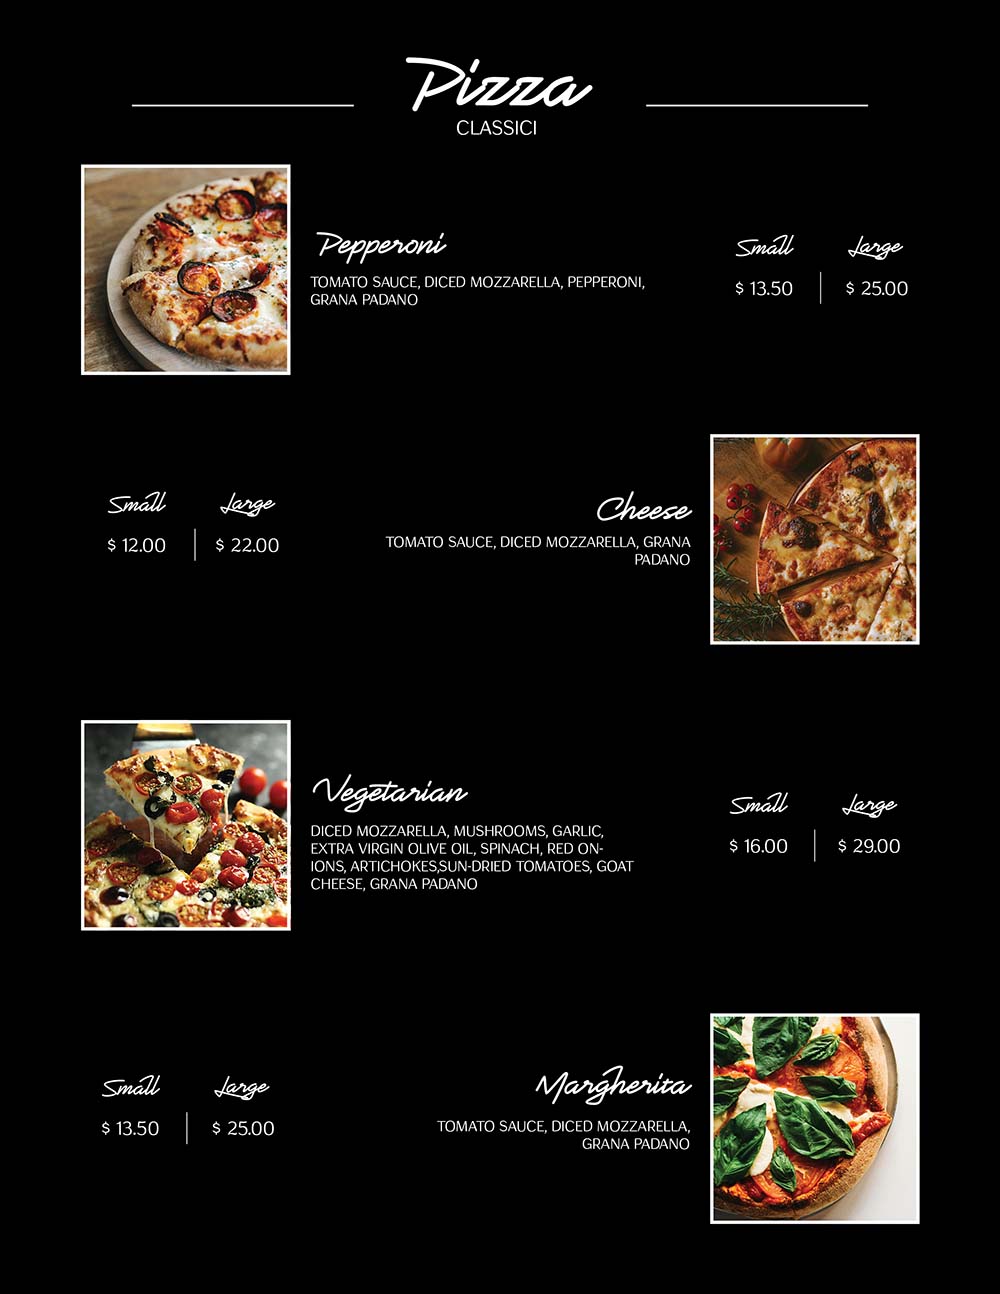 Pizza
CLASSICI
Pepperoni
TOMATO SAUCE, DICED MOZZARELLA, PEPPERONI,
GRANA PADANO
Small Large
$ 13.50 $ 25.00
Small Large
$ 12.00 $ 22.00
Cheese
TOMATO SAUCE, DICED MOZZARELLA, GRANA
PADANO
Vegetarian
DICED MOZZARELLA, MUSHROOMS, GARLIC,
EXTRA VIRGIN OLIVE OIL, SPINACH, RED ON-
IONS, ARTICHOKES,SUN-DRIED TOMATOES, GOAT
CHEESE, GRANA PADANO
Small Large
$ 16.00 $ 29.00
Small Large
$ 13.50 $ 25.00
Margherita
TOMATO SAUCE, DICED MOZZARELLA,
GRANA PADANO